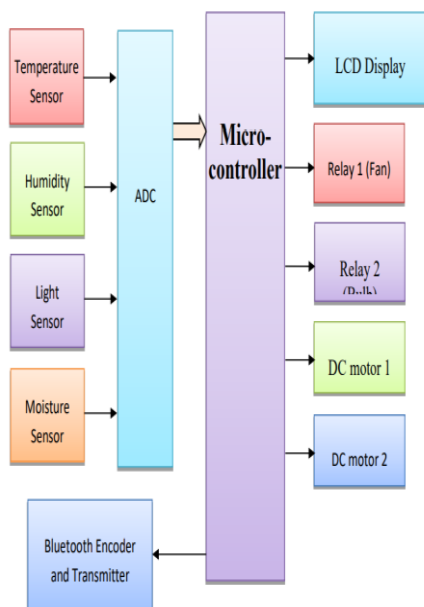 Temperature
Sensor
Humidity
Sensor
Light
Sensor
Moisture
Sensor
ADC
Micro-
controller
LCD Display
Relay 1 (Fan)
Relay 2
DC motor 1
DC motor 2
Bluetooth Encoder
and Transmitter